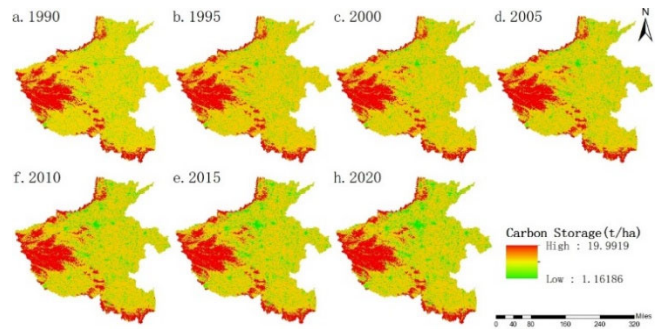 a. 1990
b. 1995
c. 2000
d. 2005
N
f. 2010
e. 2015
h. 2020
Carbon Storage(t/ha)
High : 19.9919
Low : 1.16186
Miles
0 40 80 160 240 320